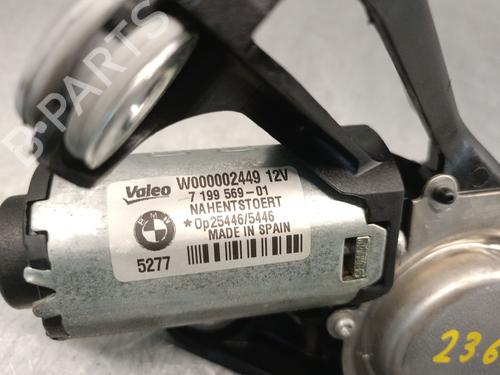 B-PARTS
Valeo W000002449 12V
7 199 569-01
NAHENTSTOERT
*Op25446/5446
MADE IN SPAIN
BMW
5277
236